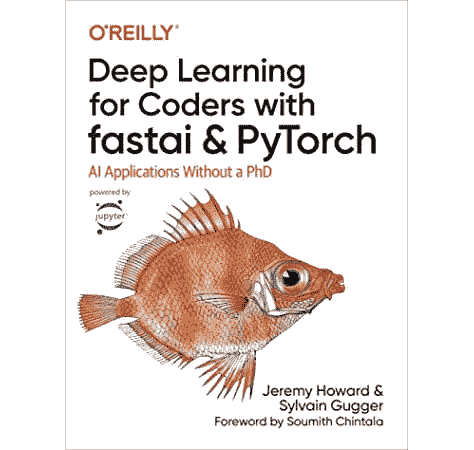 O'REILLY®
Deep Learning
for Coders with
fastai & PyTorch
AI Applications Without a PhD
powered by
jupyter
Jeremy Howard &
Sylvain Gugger
Foreword by Soumith Chintala